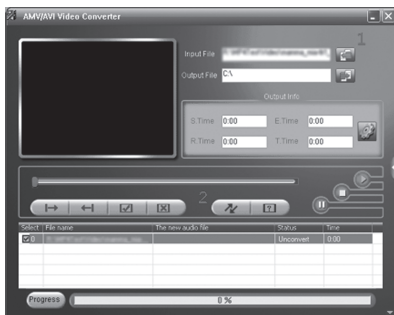 AMV/AVI Video Converter
1
Input File
Output File C:\
Output Info
S.Time 0:00 E.Time 0:00
R.Time 0:00 T.Time 0:00
2
Select File name The new audio file Status Time
0 Unconvert 0:00
Progress 0 %